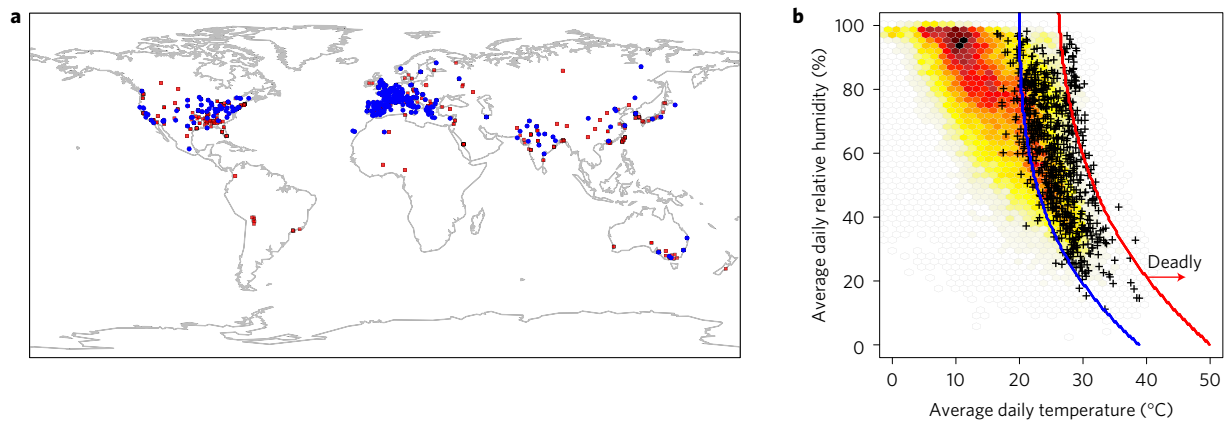 a
b
Average daily relative humidity (%)
100
80
60
40
20
0
Deadly
0 10 20 30 40 50
Average daily temperature (°C)